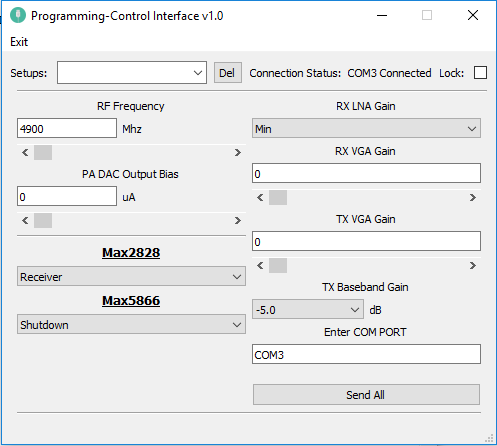 Programming-Control Interface v1.0
Exit
Setups: Del Connection Status: COM3 Connected Lock:
RF Frequency
4900 Mhz
PA DAC Output Bias
0 uA
Max2828
Receiver
Max5866
Shutdown
RX LNA Gain
Min
RX VGA Gain
0
TX VGA Gain
0
TX Baseband Gain
-5.0 dB
Enter COM PORT
COM3
Send All